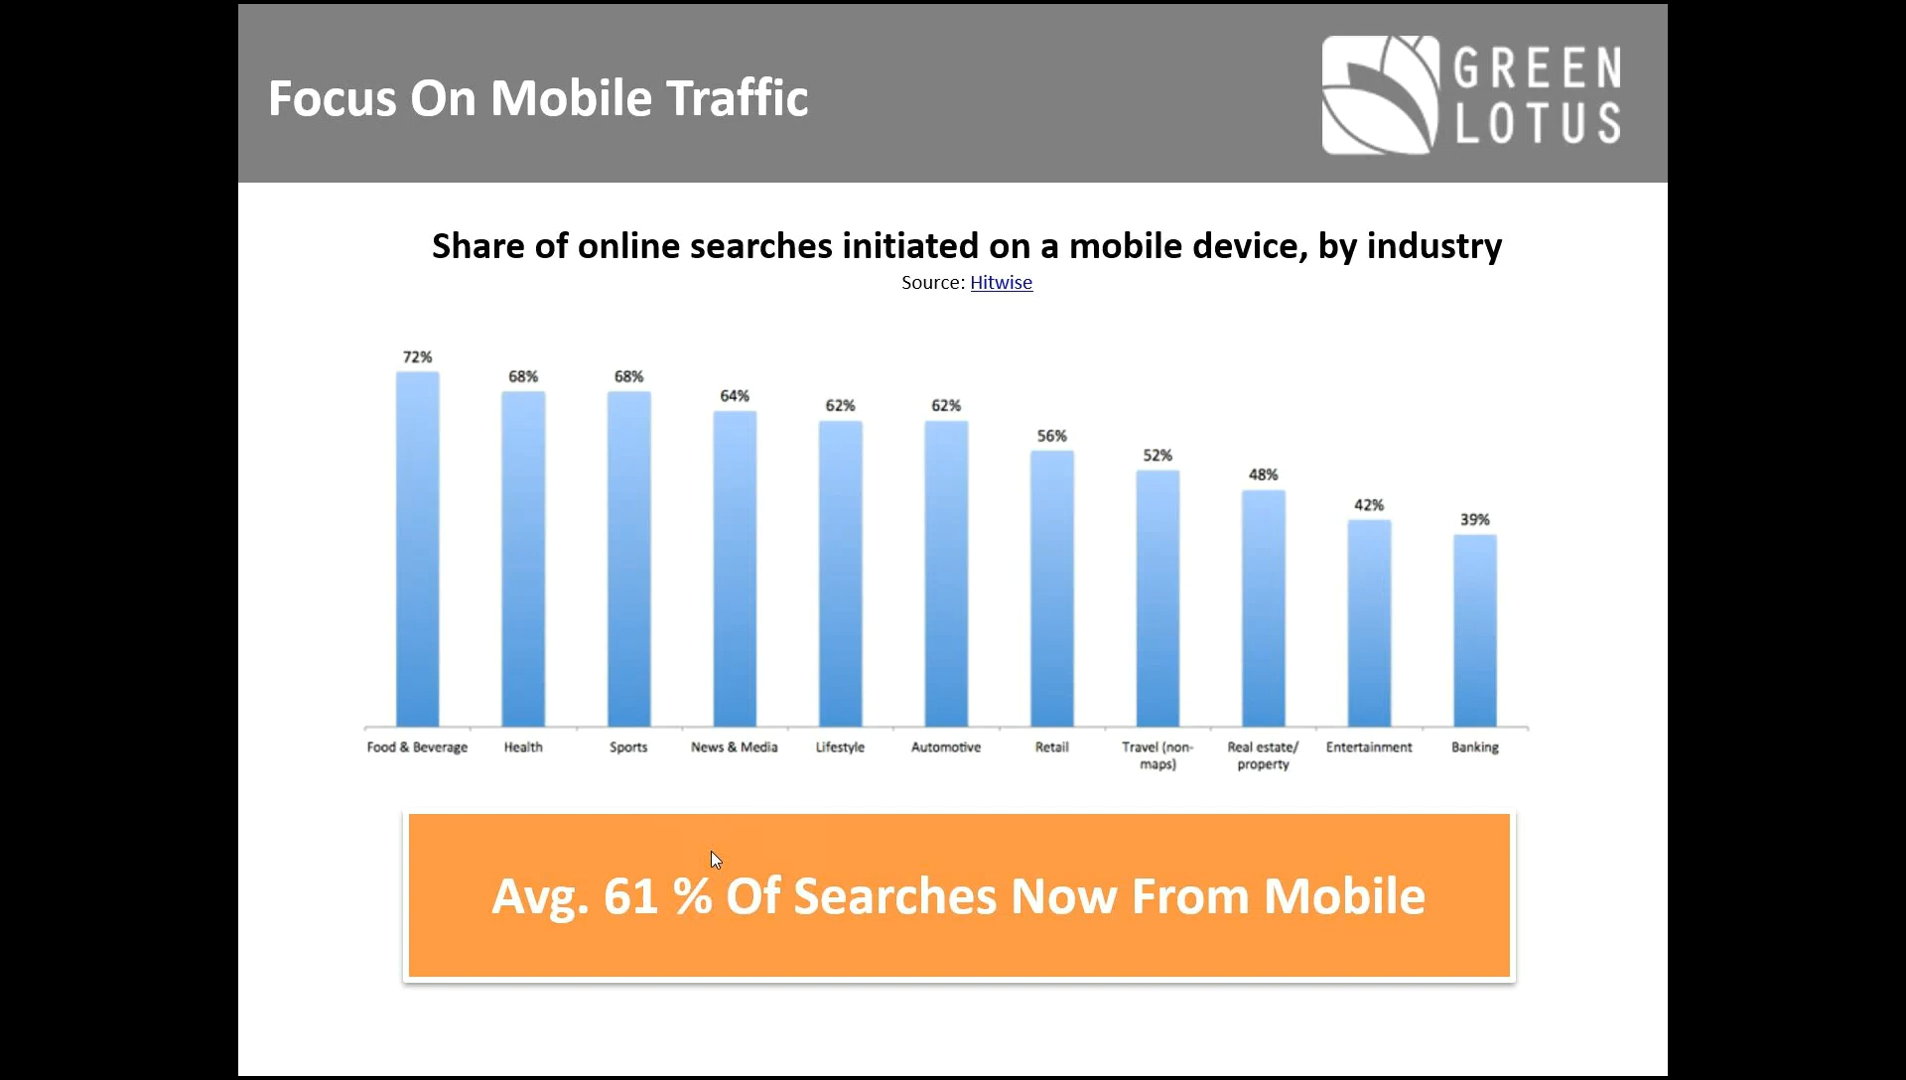 Focus On Mobile Traffic
GREEN
LOTUS
Share of online searches initiated on a mobile device, by industry
Source: Hitwise
72%
68%
68%
64%
62%
62%
56%
52%
48%
42%
39%
Food & Beverage
Health
Sports
News & Media
Lifestyle
Automotive
Retail
Travel (non-
maps)
Real estate/
property
Entertainment
Banking
Avg. 61 % Of Searches Now From Mobile